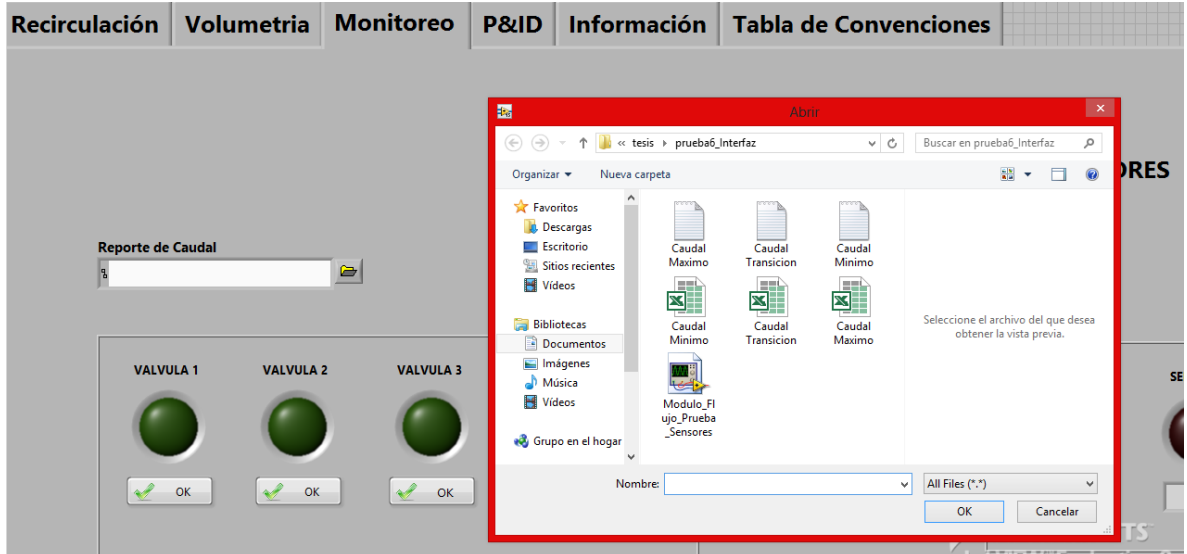 Recirculación Volumetria Monitoreo P&ID Información Tabla de Convenciones
Abrir
« tesis prueba6_Interfaz
Buscar en prueba6_Interfaz
Organizar Nueva carpeta
Favoritos
Descargas
Escritorio
Sitios recientes
Vídeos
Bibliotecas
Documentos
Imágenes
Música
Vídeos
Grupo en el hogar
Caudal
Maximo
Caudal
Transicion
Caudal
Minimo
Caudal
Minimo
Caudal
Transicion
Caudal
Maximo
Modulo_Fl
ujo_Prueba
_Sensores
Seleccione el archivo del que desea
obtener la vista previa.
Nombre:
All Files (*.*)
OK Cancelar
ORES
Reporte de Caudal
VALVULA 1 VALVULA 2 VALVULA 3
OK OK OK
SE
TS